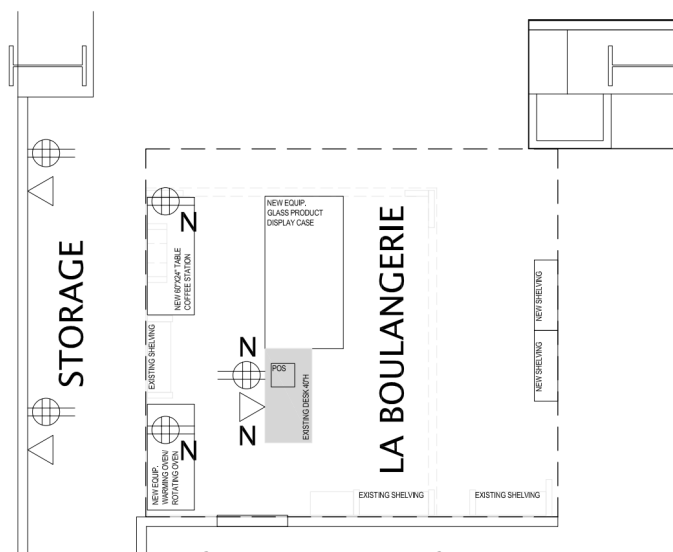 NEW EQUIP.
GLASS PRODUCT
DISPLAY CASE
N
NEW 60"X24" TABLE
COFFEE STATION
STORAGE
LA BOULANGERIE
NEW SHELVING
NEW SHELVING
EXISTING SHELVING
N
POS
EXISTING DESK 40"H
N
N
NEW EQUIP.
WARMING OVEN/
ROTATING OVEN
EXISTING SHELVING
EXISTING SHELVING